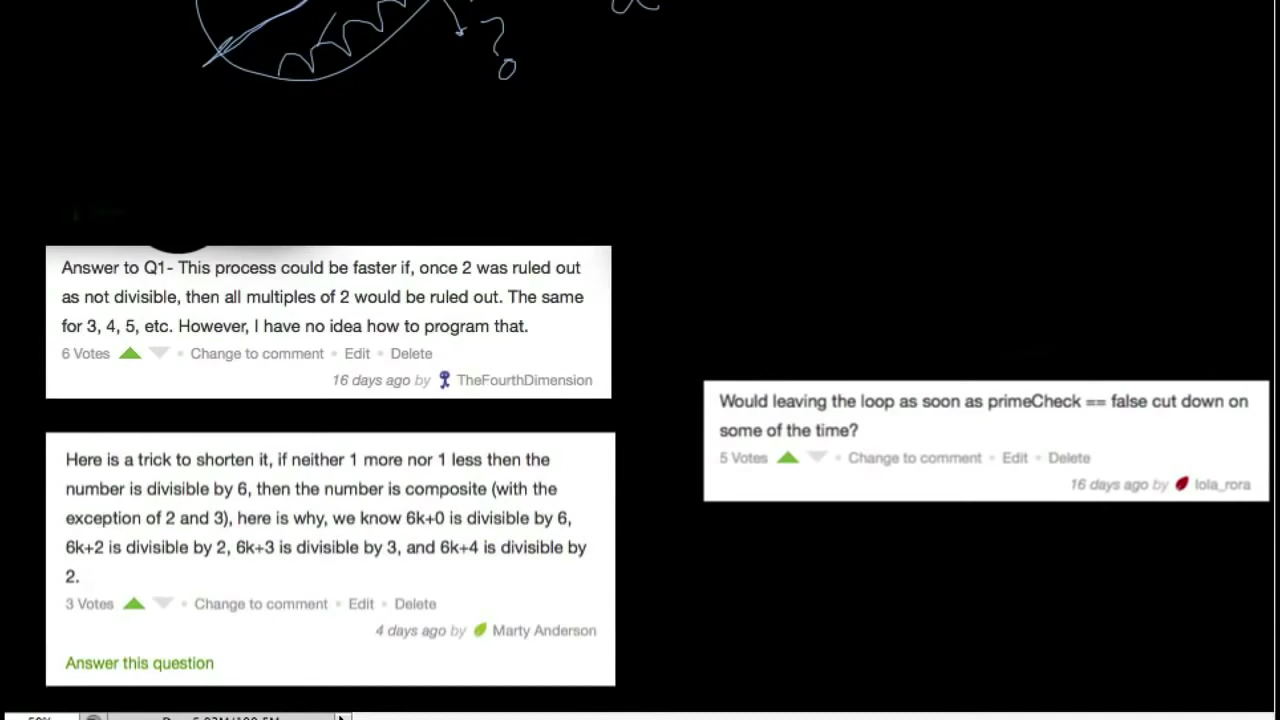 ?
Answer to Q1- This process could be faster if, once 2 was ruled out
as not divisible, then all multiples of 2 would be ruled out. The same
for 3, 4, 5, etc. However, I have no idea how to program that.
6 Votes • Change to comment • Edit • Delete
16 days ago by TheFourthDimension
Here is a trick to shorten it, if neither 1 more nor 1 less then the
number is divisible by 6, then the number is composite (with the
exception of 2 and 3), here is why, we know 6k+0 is divisible by 6,
6k+2 is divisible by 2, 6k+3 is divisible by 3, and 6k+4 is divisible by
2.
3 Votes • Change to comment • Edit • Delete
4 days ago by Marty Anderson
Answer this question
Would leaving the loop as soon as primeCheck == false cut down on
some of the time?
5 Votes • Change to comment • Edit • Delete
16 days ago by lola_rora